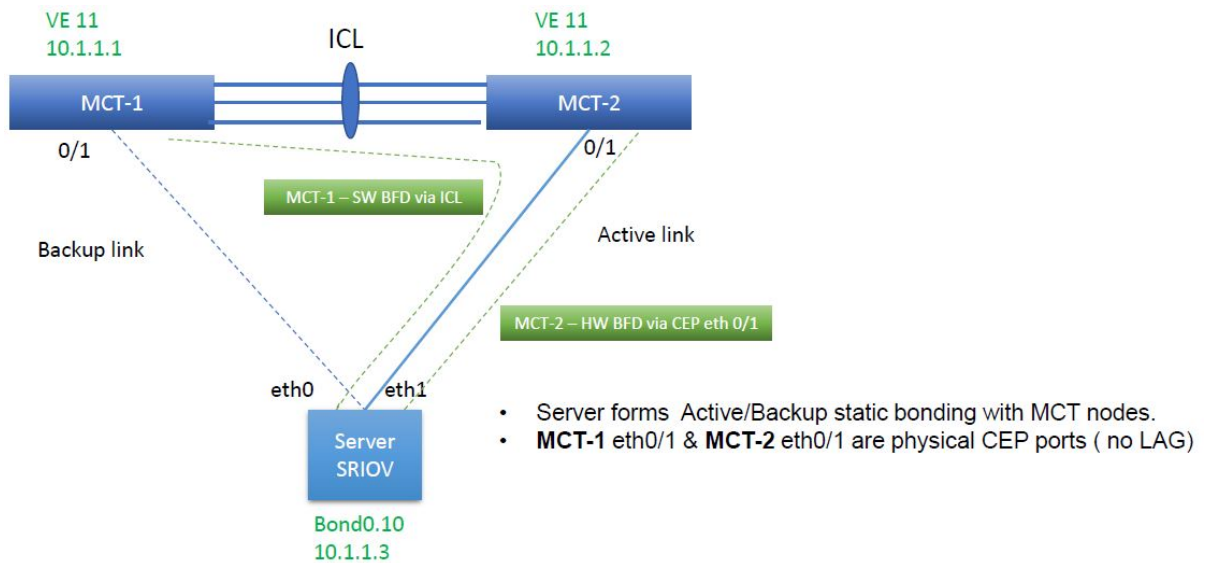 VE 11
10.1.1.1
ICL
VE 11
10.1.1.2
MCT-1
MCT-2
0/1
0/1
MCT-1 – SW BFD via ICL
Backup link
Active link
MCT-2 – HW BFD via CEP eth 0/1
eth0
eth1
Server
SRIOV
Bond0.10
10.1.1.3
• Server forms Active/Backup static bonding with MCT nodes.
• MCT-1 eth0/1 & MCT-2 eth0/1 are physical CEP ports ( no LAG)